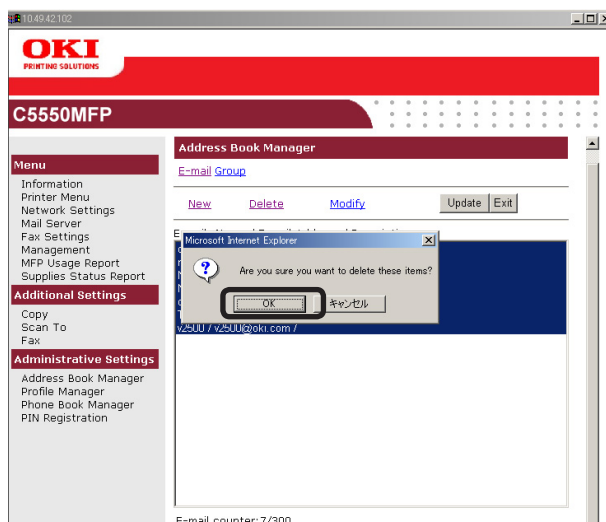 10.49.42.102
OKI
PRINTING SOLUTIONS
C5550MFP
Menu
Information
Printer Menu
Network Settings
Mail Server
Fax Settings
Management
MFP Usage Report
Supplies Status Report
Additional Settings
Copy
Scan To
Fax
Administrative Settings
Address Book Manager
Profile Manager
Phone Book Manager
PIN Registration
Address Book Manager
E-mail Group
New Delete Modify Update Exit
Microsoft Internet Explorer
Are you sure you want to delete these items?
OK キャンセル
v2500 / v2500@oki.com /
E-mail counter:7/300